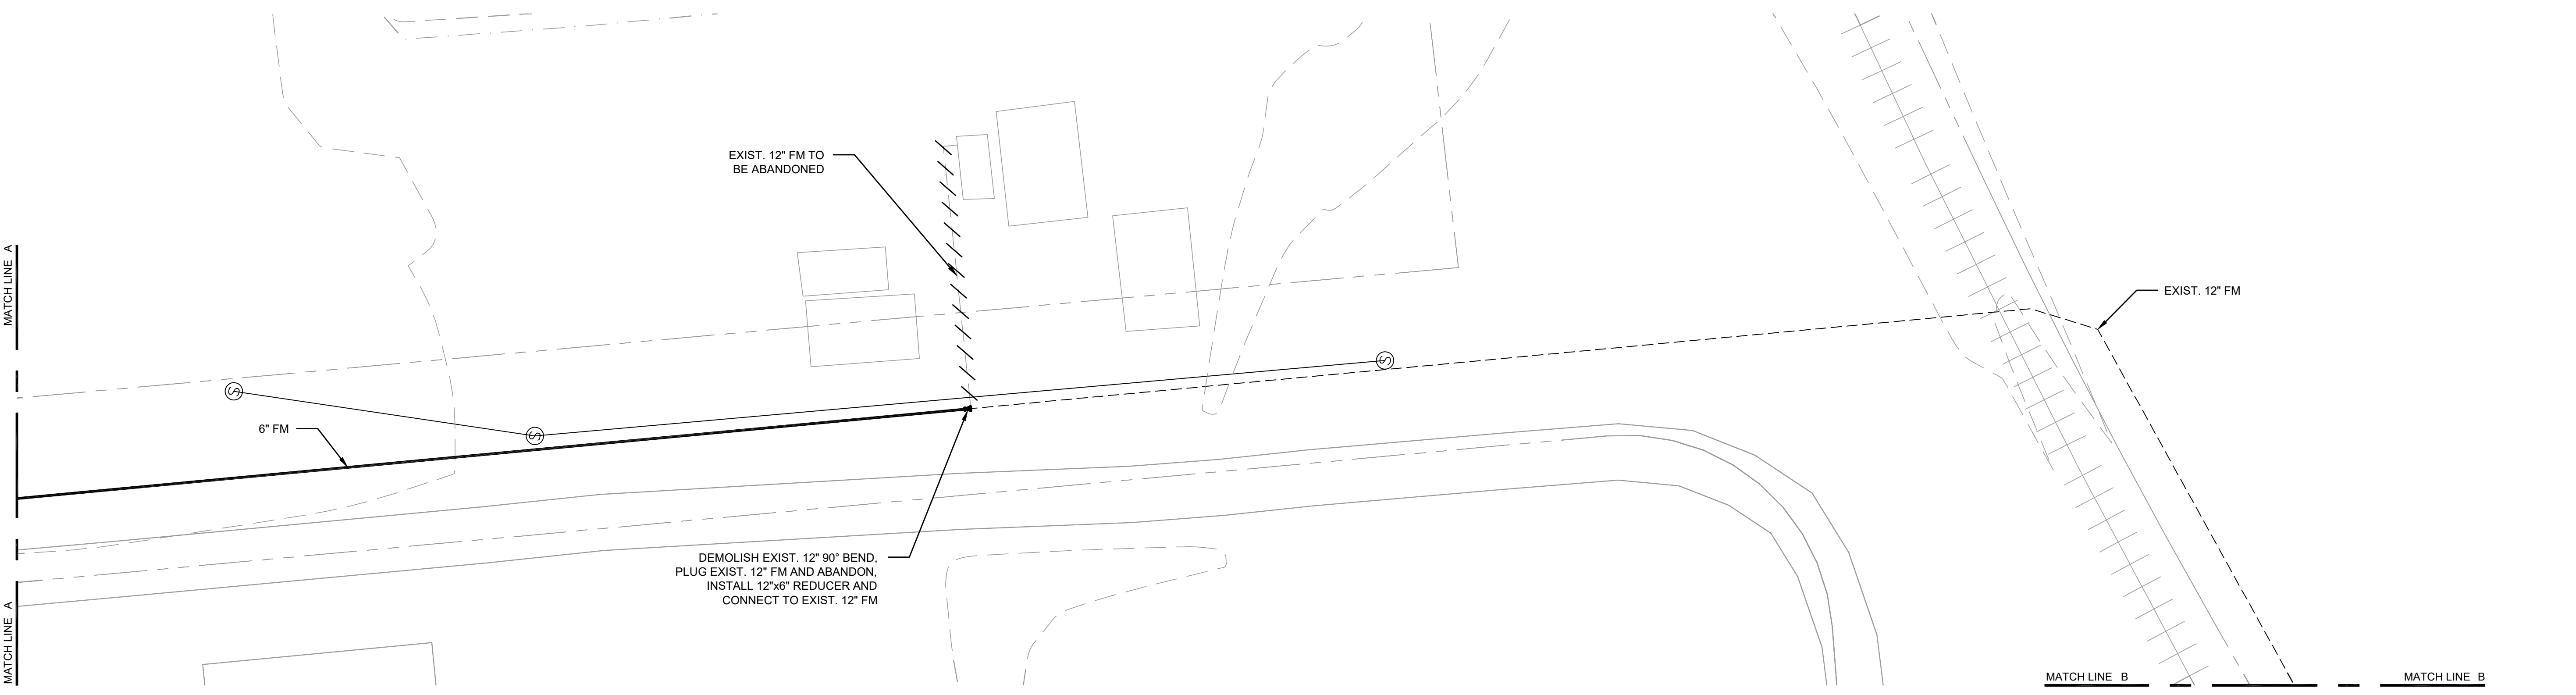 EXIST. 12" FM TO
BE ABANDONED
MATCH LINE A
EXIST. 12" FM
6" FM
DEMOLISH EXIST. 12" 90° BEND,
PLUG EXIST. 12" FM AND ABANDON,
INSTALL 12"x6" REDUCER AND
CONNECT TO EXIST. 12" FM
MATCH LINE A
MATCH LINE B
MATCH LINE B
S
S
S